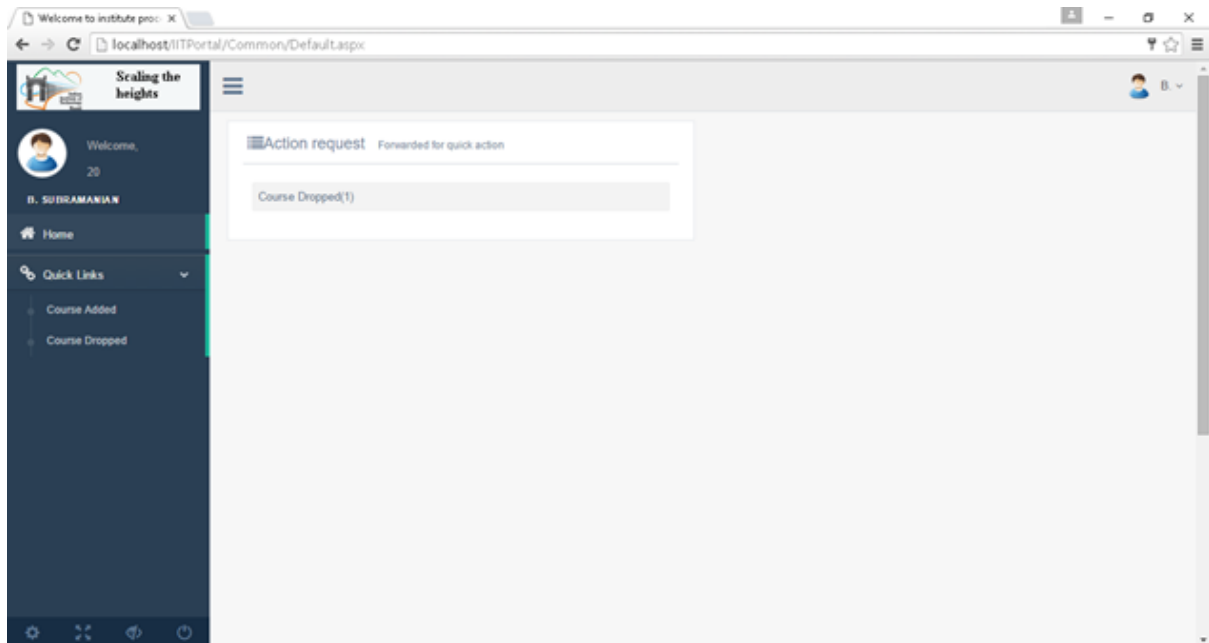 Welcome to institute proc
localhost/IITPortal/Common/Default.aspx
Scaling the
heights
B.
Welcome,
20
B. SUBRAMANIAN
Home
Quick Links
Course Added
Course Dropped
Action request Forwarded for quick action
Course Dropped(1)